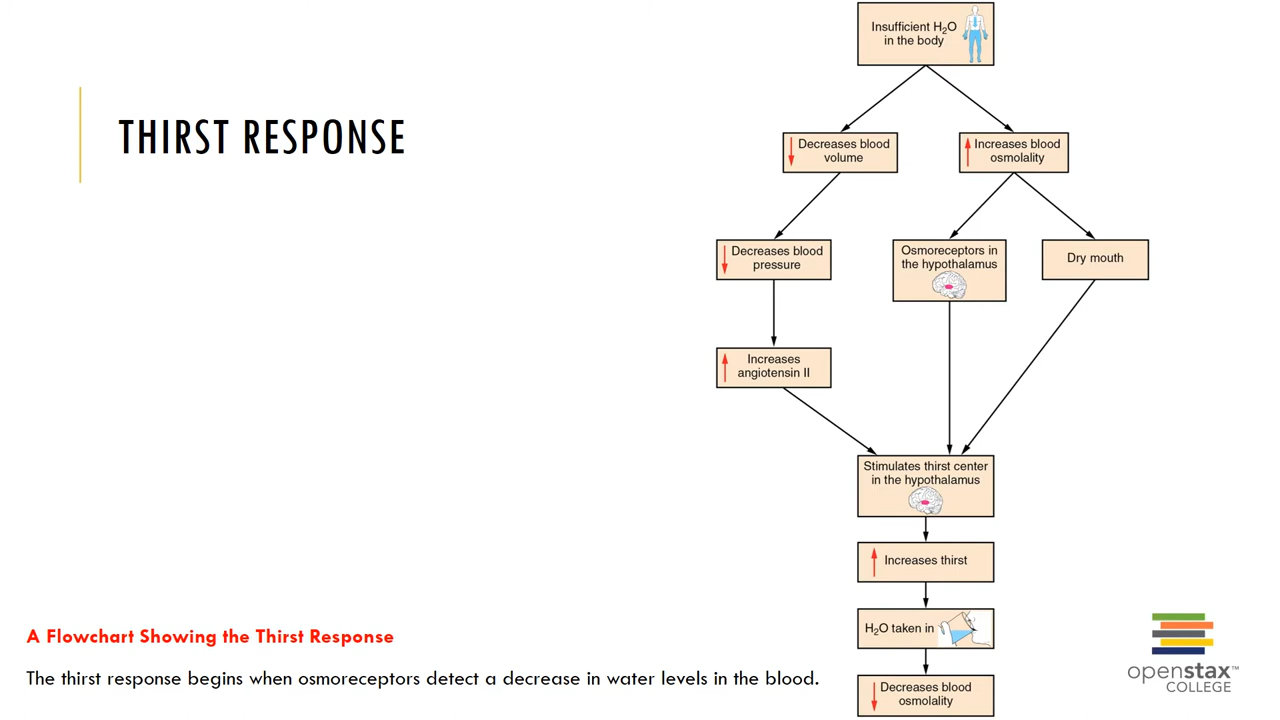 THIRST RESPONSE
Insufficient H₂O
in the body
Decreases blood
volume
Increases blood
osmolality
Decreases blood
pressure
Osmoreceptors in
the hypothalamus
Dry mouth
Increases
angiotensin II
Stimulates thirst center
in the hypothalamus
Increases thirst
H₂O taken in
Decreases blood
osmolality
A Flowchart Showing the Thirst Response
The thirst response begins when osmoreceptors detect a decrease in water levels in the blood.
openstax™
COLLEGE